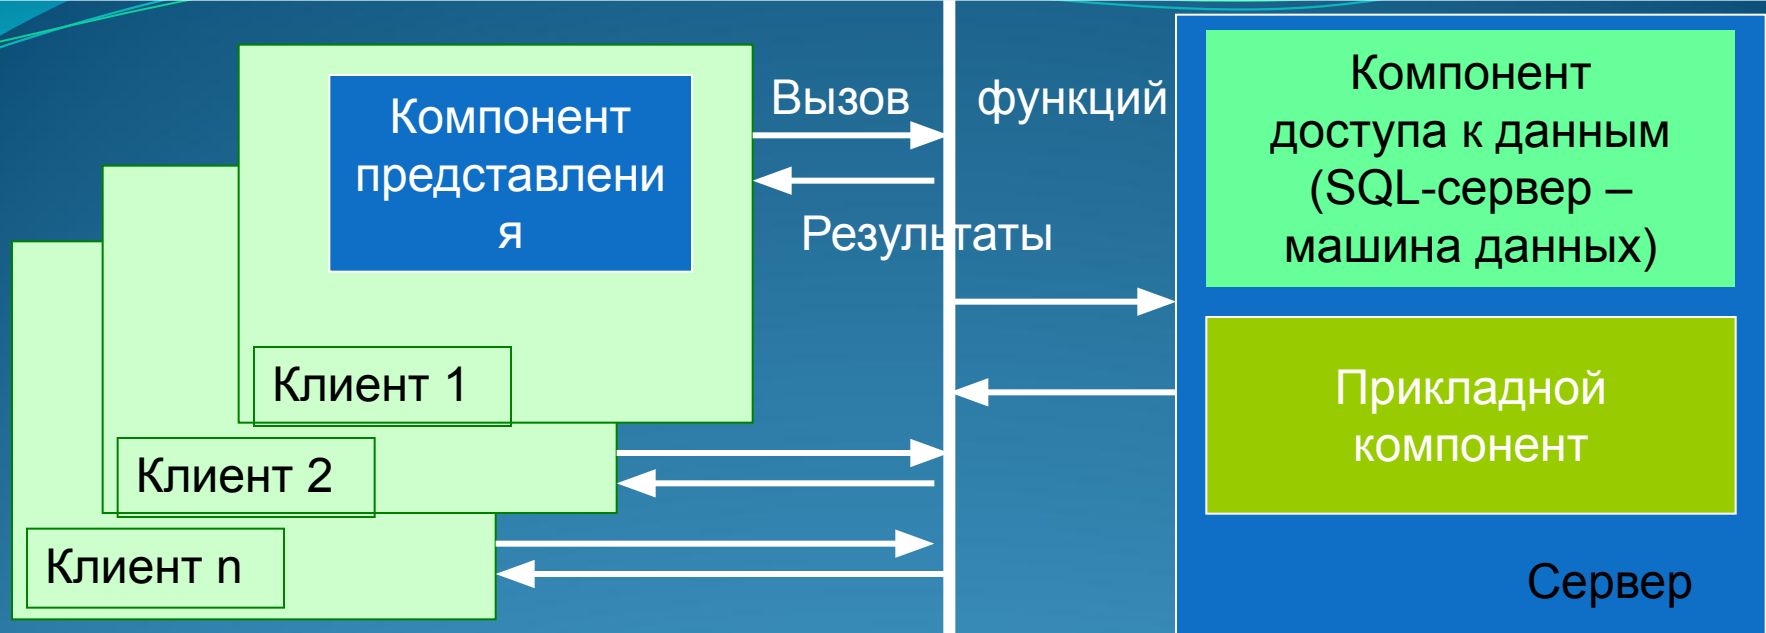 Компонент
представлени
я
Клиент 1
Клиент 2
Клиент n
Вызов функций
Результаты
Компонент
доступа к данным
(SQL-сервер –
машина данных)
Прикладной
компонент
Сервер